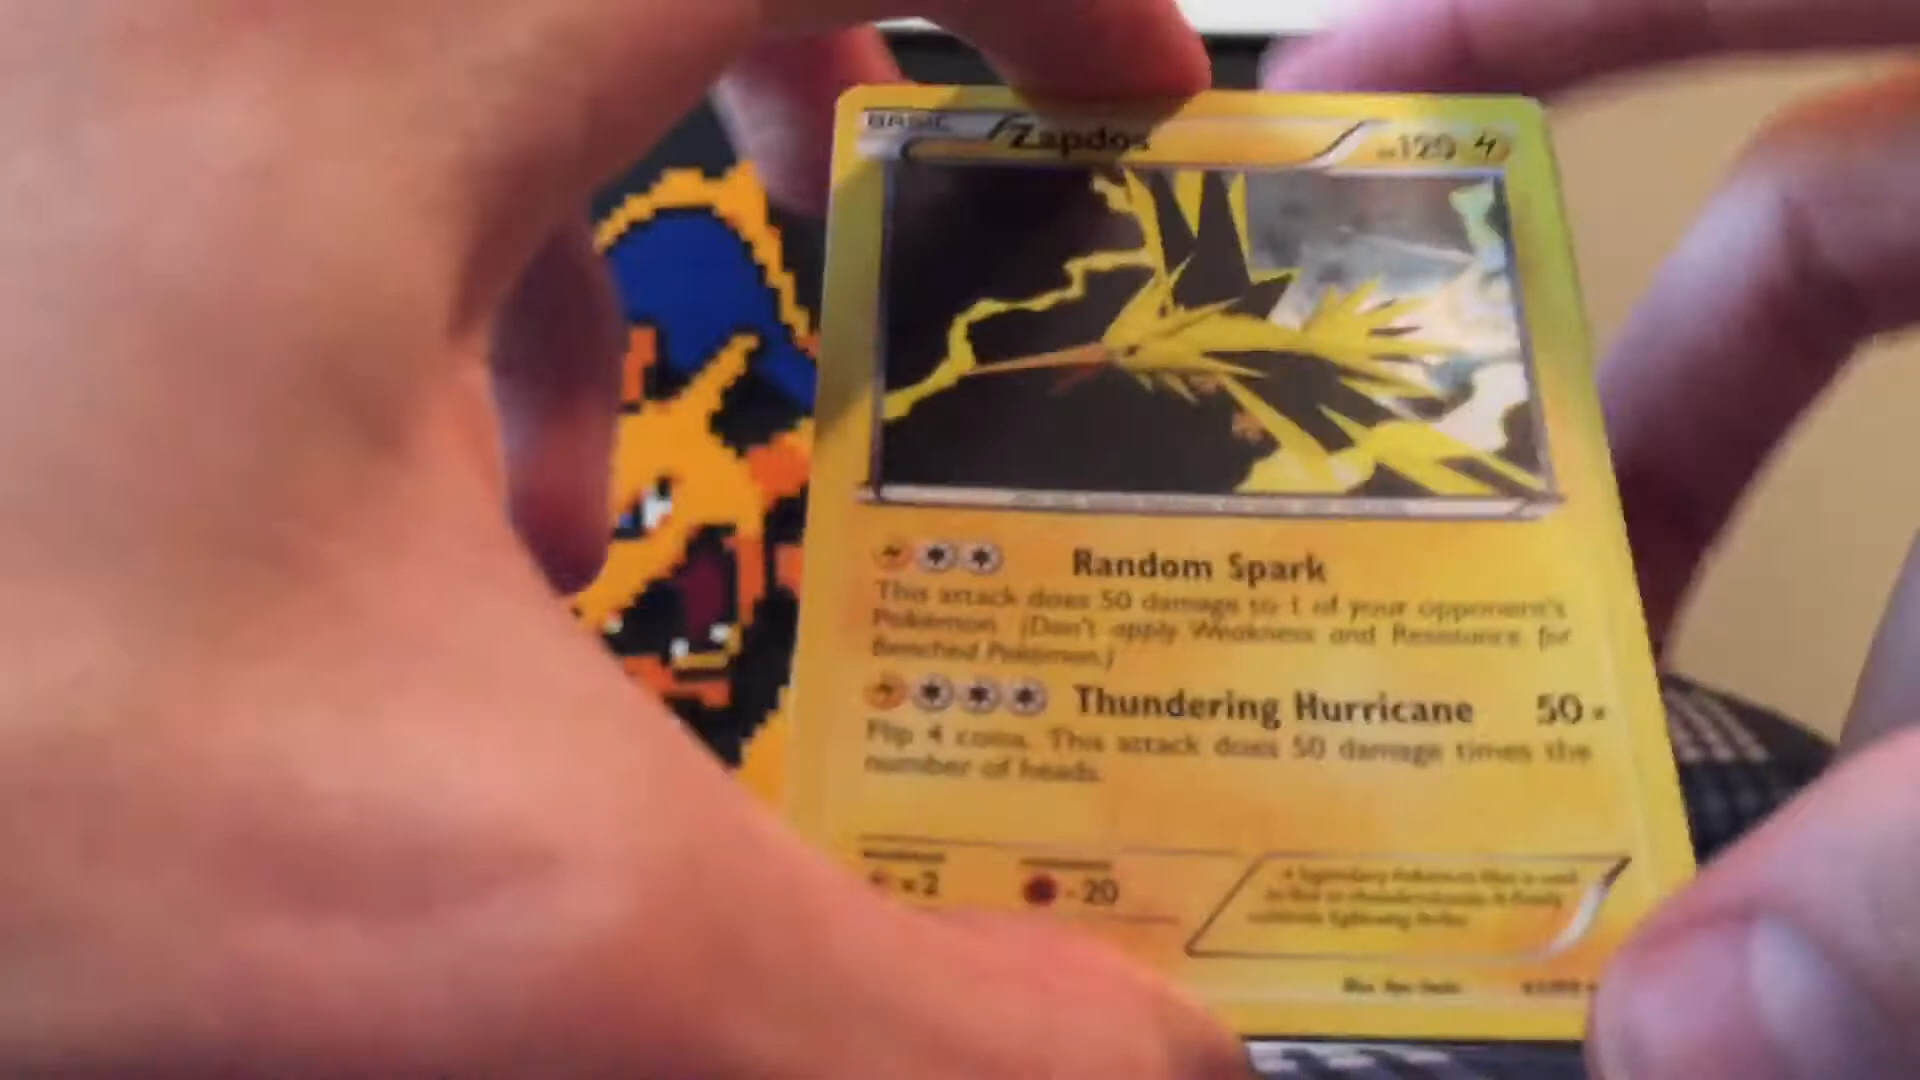 BASIC Zapdos HP120
Random Spark
This attack does 50 damage to 1 of your opponent's
Pokémon. (Don't apply Weakness and Resistance for
Benched Pokémon.)
Thundering Hurricane 50×
Flip 4 coins. This attack does 50 damage times the
number of heads.
×2 -20